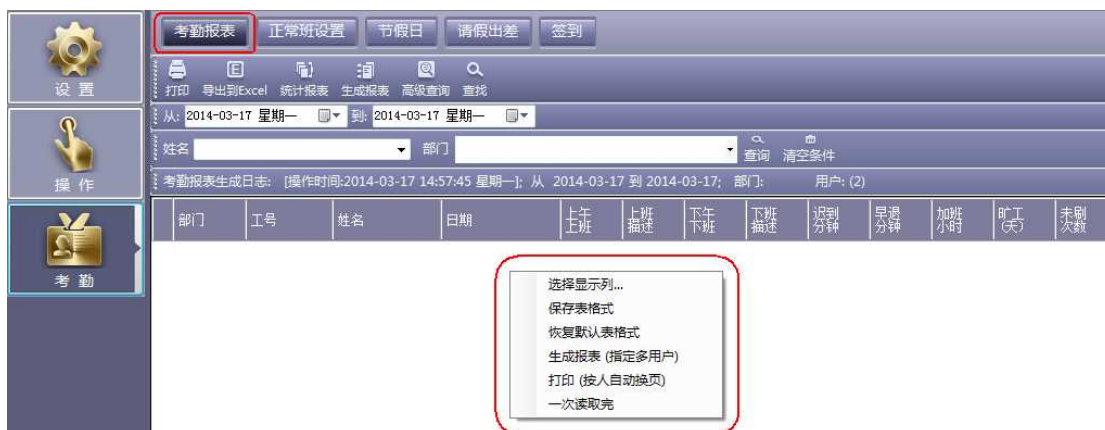 考勤报表 正常班设置 节假日 请假出差 签到
设 置
打印 导出到Excel 统计报表 生成报表 高级查询 查找
从: 2014-03-17 星期一 到: 2014-03-17 星期一
姓名 部门 查询 清空条件
操 作
考勤报表生成日志: [操作时间:2014-03-17 14:57:45 星期一]; 从 2014-03-17 到 2014-03-17; 部门: 用户: (2)
部门 工号 姓名 日期 上午上班 上班描述 下午下班 下班描述 迟到分钟 早退分钟 加班小时 旷工(天) 未刷次数
考 勤
选择显示列...
保存表格式
恢复默认表格式
生成报表 (指定多用户)
打印 (按人自动换页)
一次读取完